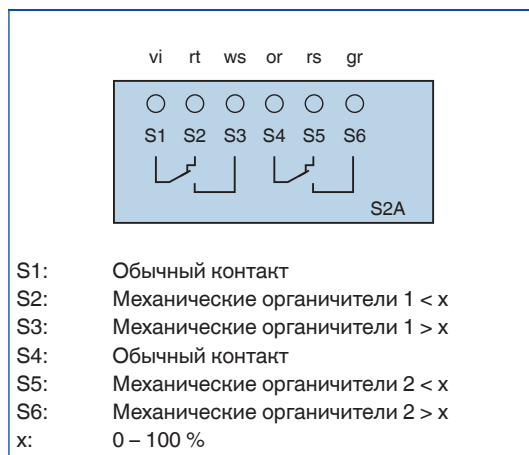 vi rt ws or rs gr
S1 S2 S3 S4 S5 S6
S2A
S1: Обычный контакт
S2: Механические органичители 1 < x
S3: Механические органичители 1 > x
S4: Обычный контакт
S5: Механические органичители 2 < x
S6: Механические органичители 2 > x
x: 0 – 100 %